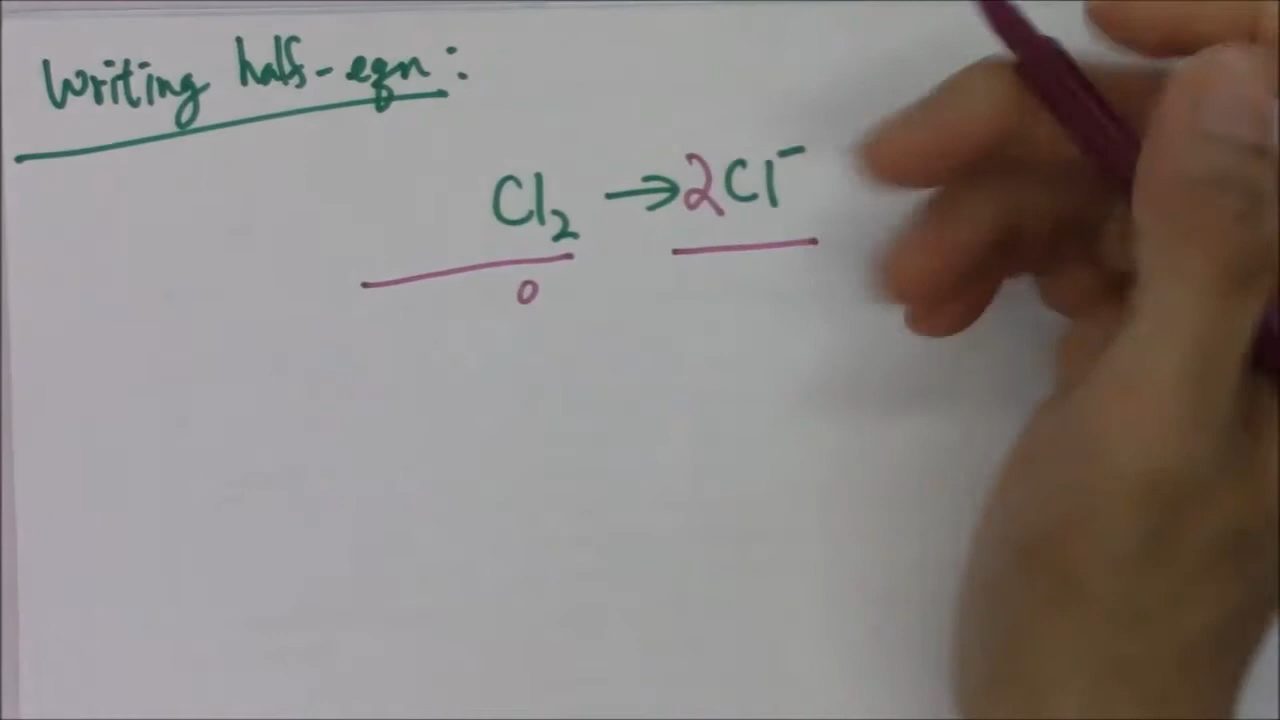 Writing half-eqn:
Cl₂ → 2Cl⁻
0